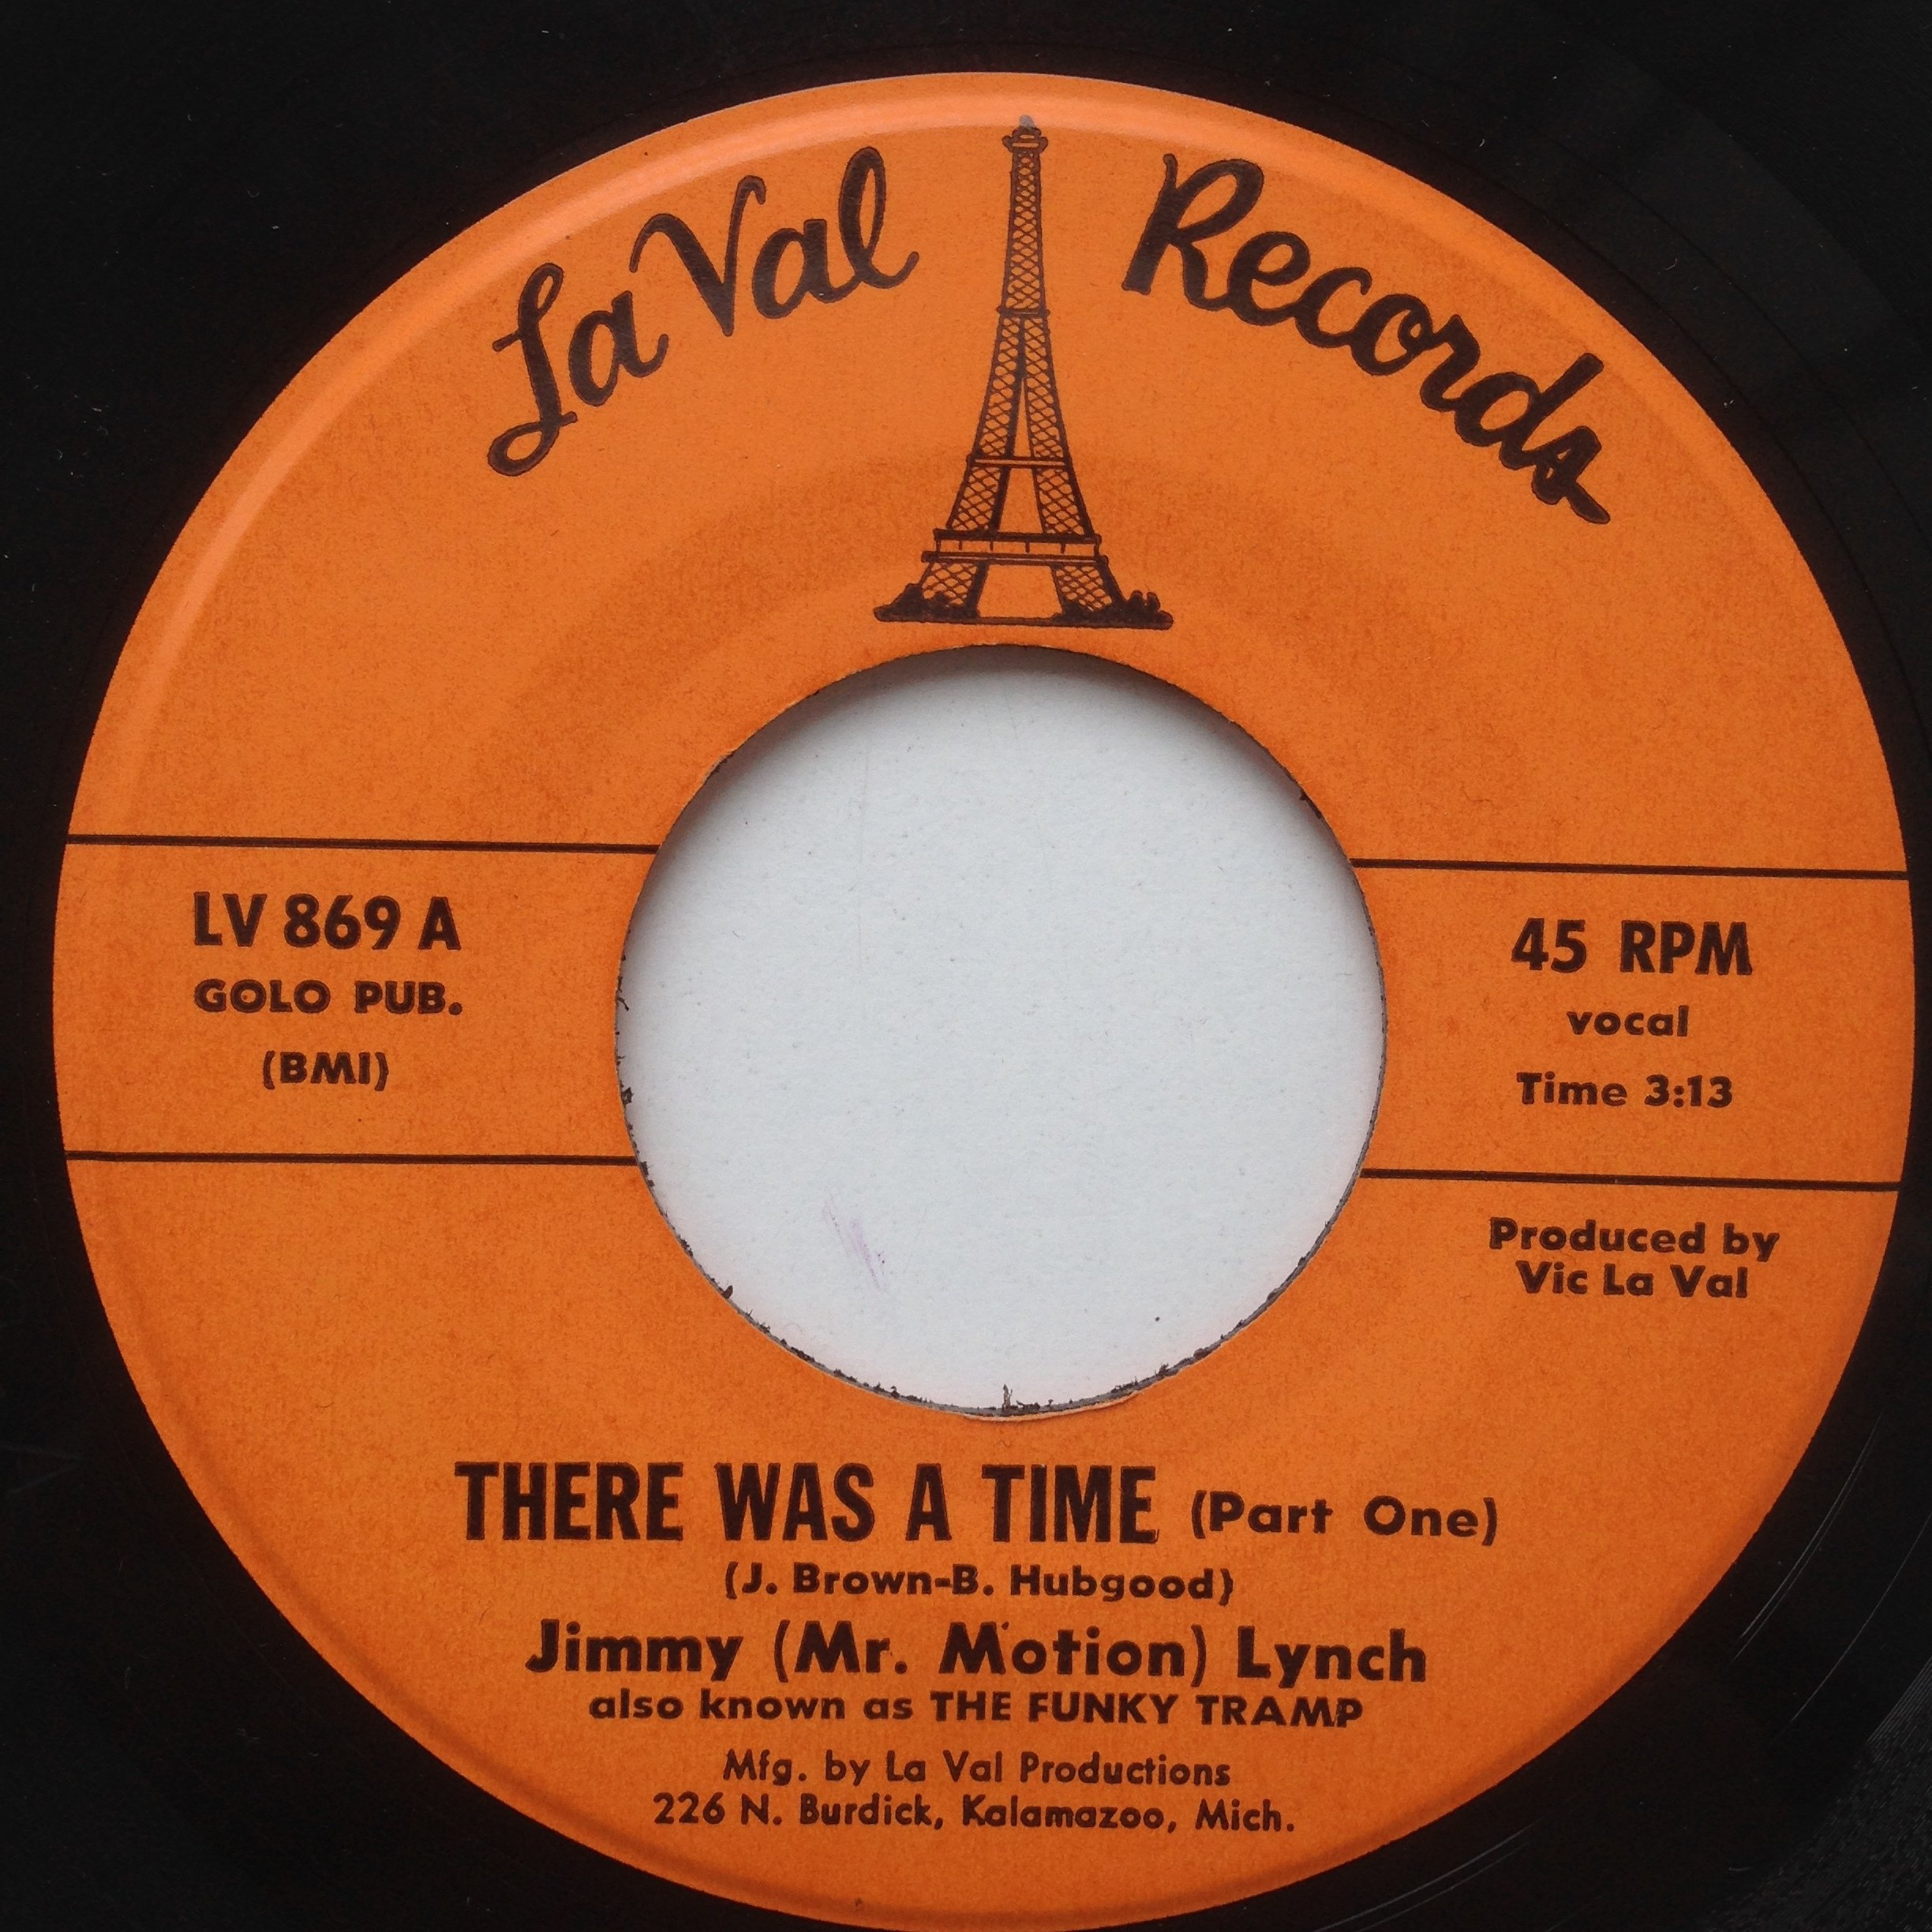 La Val Records
LV 869 A
GOLO PUB.
(BMI)
45 RPM
vocal
Time 3:13
Produced by
Vic La Val
THERE WAS A TIME (Part One)
(J. Brown-B. Hubgood)
Jimmy (Mr. Motion) Lynch
also known as THE FUNKY TRAMP
Mfg. by La Val Productions
226 N. Burdick, Kalamazoo, Mich.